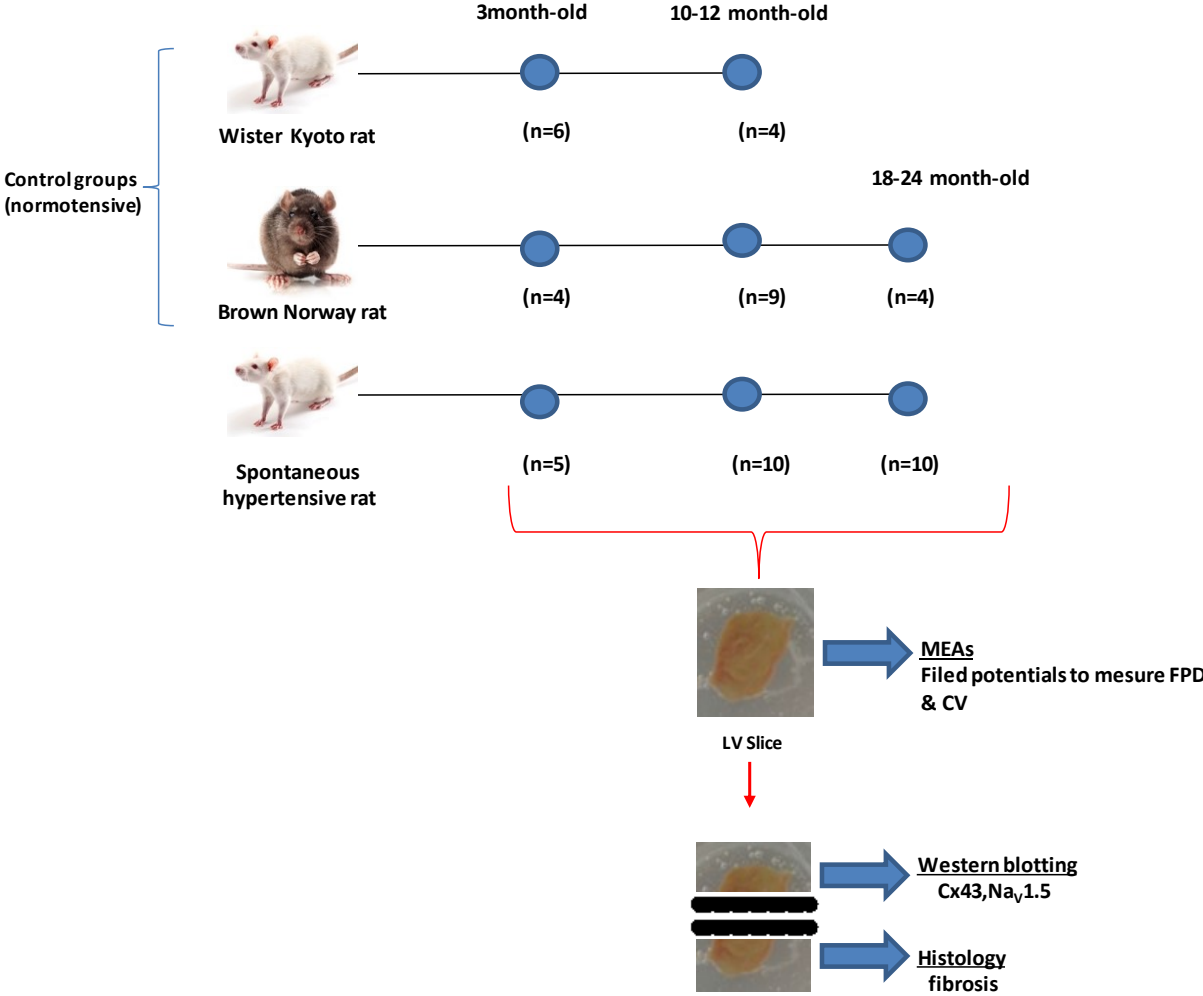 3month-old
10-12 month-old
Wister Kyoto rat
(n=6)
(n=4)
Control groups
(normotensive)
18-24 month-old
Brown Norway rat
(n=4)
(n=9)
(n=4)
Spontaneous
hypertensive rat
(n=5)
(n=10)
(n=10)
MEAs
Filed potentials to mesure FPD
& CV
LV Slice
Western blotting
Cx43,NaV1.5
Histology
fibrosis